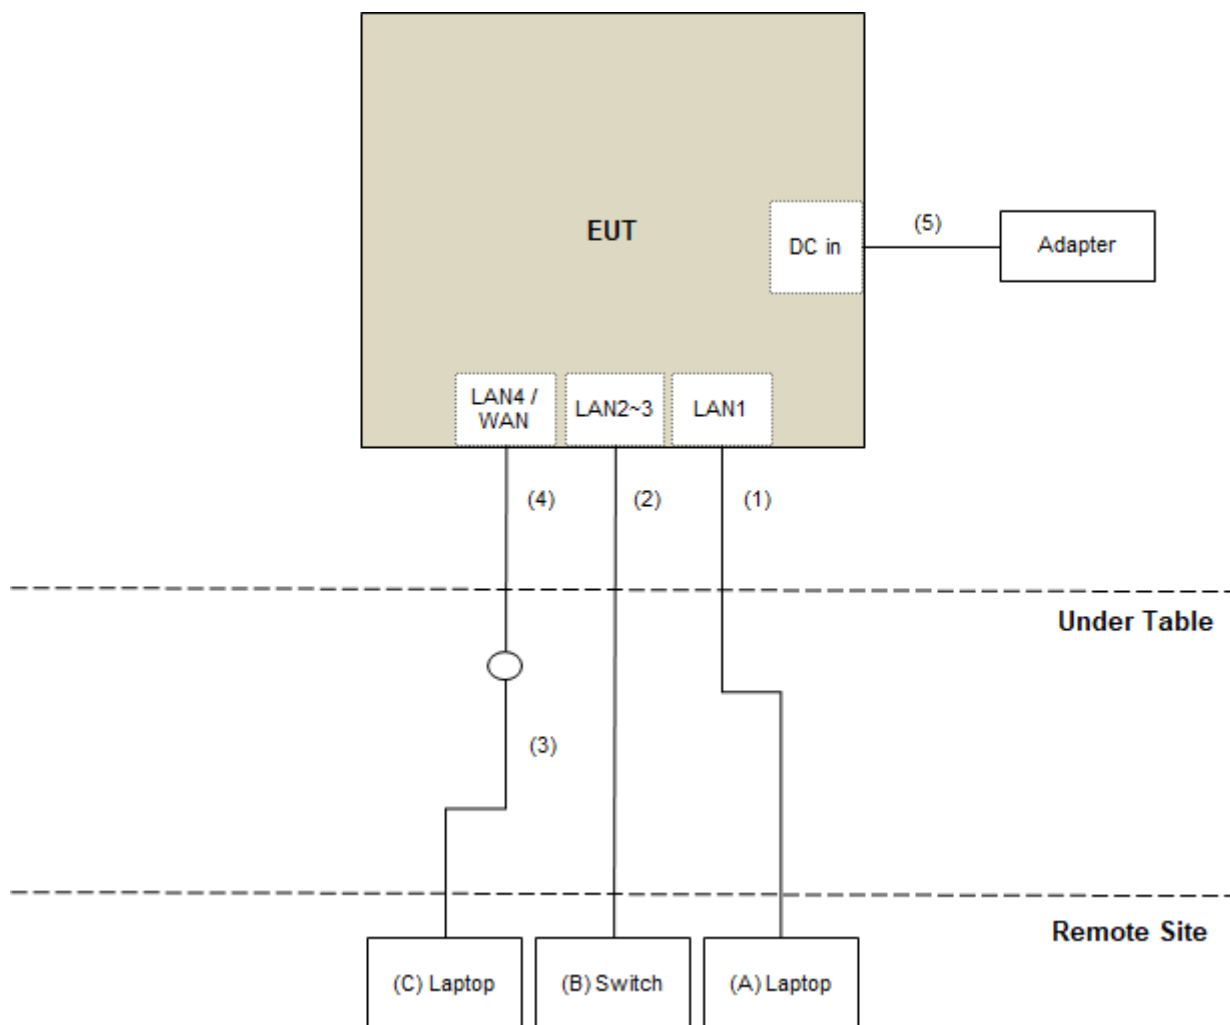 EUT
DC in
(5)
Adapter
LAN4 /
WAN
LAN2~3
LAN1
(4)
(2)
(1)
Under Table
(3)
Remote Site
(C) Laptop
(B) Switch
(A) Laptop